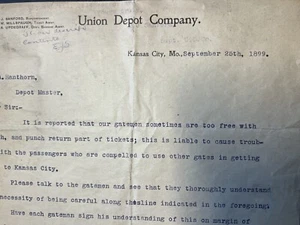 Union Depot Company.
J. SANFORD,
M. MILLSPAUGH,
Kansas City, Mo., September 25th, 1899.
Hanthorn,
Depot Master,
Sir:-
It is reported that our gatemen sometimes are too free with
and punch return part of tickets; this is liable to cause troub-
with the passengers who are compelled to use other gates in getting
to Kansas City.
Please talk to the gatemen and see that they thoroughly understand
necessity of being careful along the line indicated in the foregoing;
Have each gateman sign his understanding of this on margin of